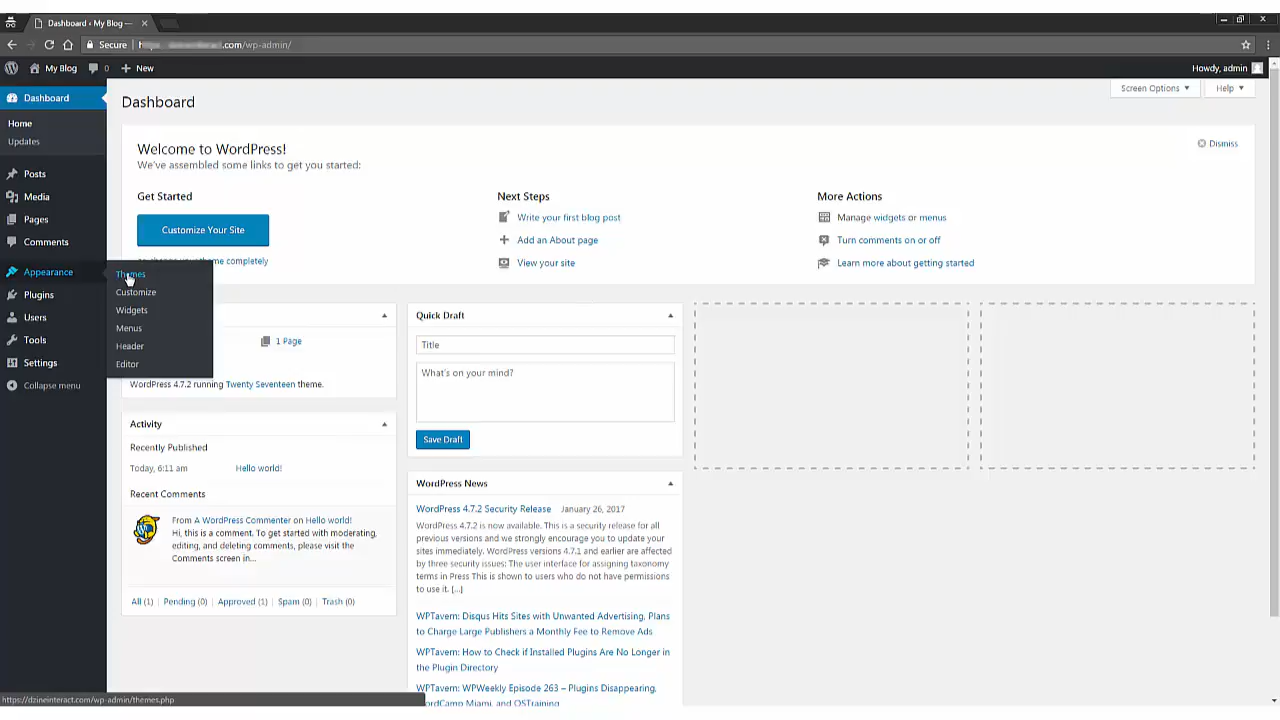 Dashboard ‹ My Blog —
Secure
.com/wp-admin/
My Blog
0
New
Howdy, admin
Dashboard
Home
Updates
Posts
Media
Pages
Comments
Appearance
Plugins
Users
Tools
Settings
Collapse menu
Themes
Customize
Widgets
Menus
Header
Editor
Dashboard
Screen Options
Help
Welcome to WordPress!
We've assembled some links to get you started:
Dismiss
Get Started
Customize Your Site
or, change your theme completely
Next Steps
Write your first blog post
Add an About page
View your site
More Actions
Manage widgets or menus
Turn comments on or off
Learn more about getting started
1 Page
WordPress 4.7.2 running Twenty Seventeen theme.
Activity
Recently Published
Today, 6:11 am Hello world!
Recent Comments
From A WordPress Commenter on Hello world!
Hi, this is a comment. To get started with moderating,
editing, and deleting comments, please visit the
Comments screen in…
All (1) | Pending (0) | Approved (1) | Spam (0) | Trash (0)
Quick Draft
Title
What's on your mind?
Save Draft
WordPress News
WordPress 4.7.2 Security Release January 26, 2017
WordPress 4.7.2 is now available. This is a security release for all
previous versions and we strongly encourage you to update your
sites immediately. WordPress versions 4.7.1 and earlier are affected
by three security issues: The user interface for assigning taxonomy
terms in Press This is shown to users who do not have permissions
to use it. […]
WPTavern: Disqus Hits Sites with Unwanted Advertising, Plans
to Charge Large Publishers a Monthly Fee to Remove Ads
WPTavern: How to Check if Installed Plugins Are No Longer in
the Plugin Directory
WPTavern: WPWeekly Episode 263 – Plugins Disappearing,
WordCamp Miami, and OSTraining
https://dzineinteract.com/wp-admin/themes.php